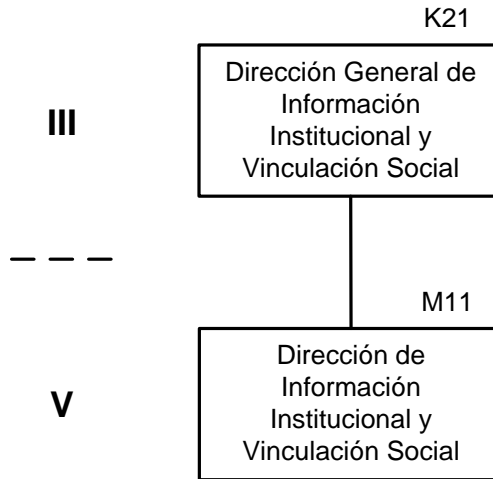 K21
Dirección General de
Información
Institucional y
Vinculación Social
III
M11
Dirección de
Información
Institucional y
Vinculación Social
V